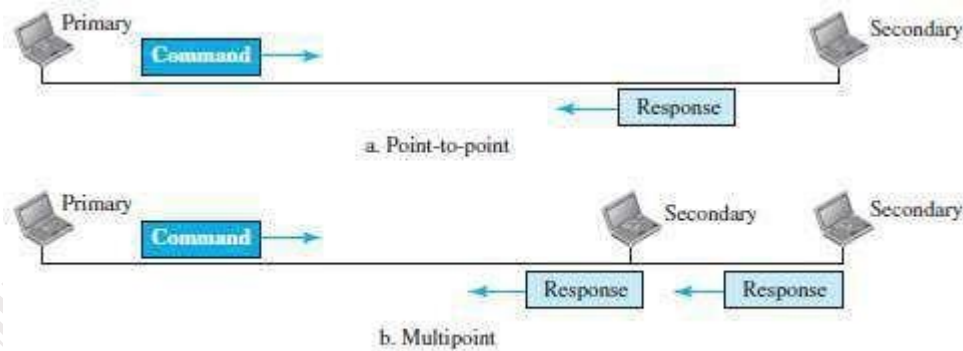 Primary
Secondary
Command
Response
a. Point-to-point
Primary
Secondary
Secondary
Command
Response
Response
b. Multipoint